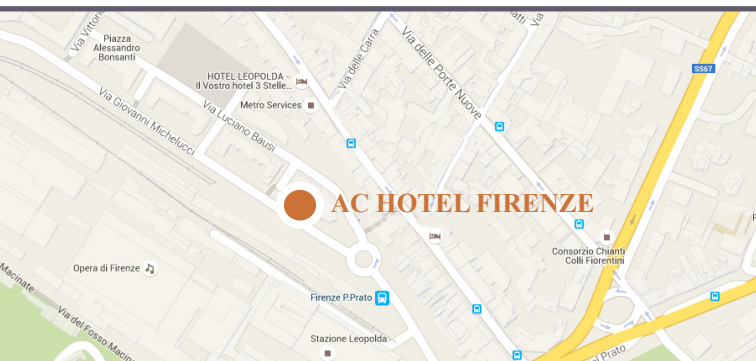 Via Vittorio
Piazza
Alessandro
Bonsanti
HOTEL LEOPOLDA -
Il Vostro hotel 3 Stelle...
Metro Services
Via delle Carra
Via delle Porte Nuove
SS67
Via Giovanni Michelucci
Via Luciano Bausi
AC HOTEL FIRENZE
Consorzio Chianti
Colli Fiorentini
Opera di Firenze
Firenze P.Prato
Via del Fosso Macin
Macinate
Stazione Leopolda
Prato